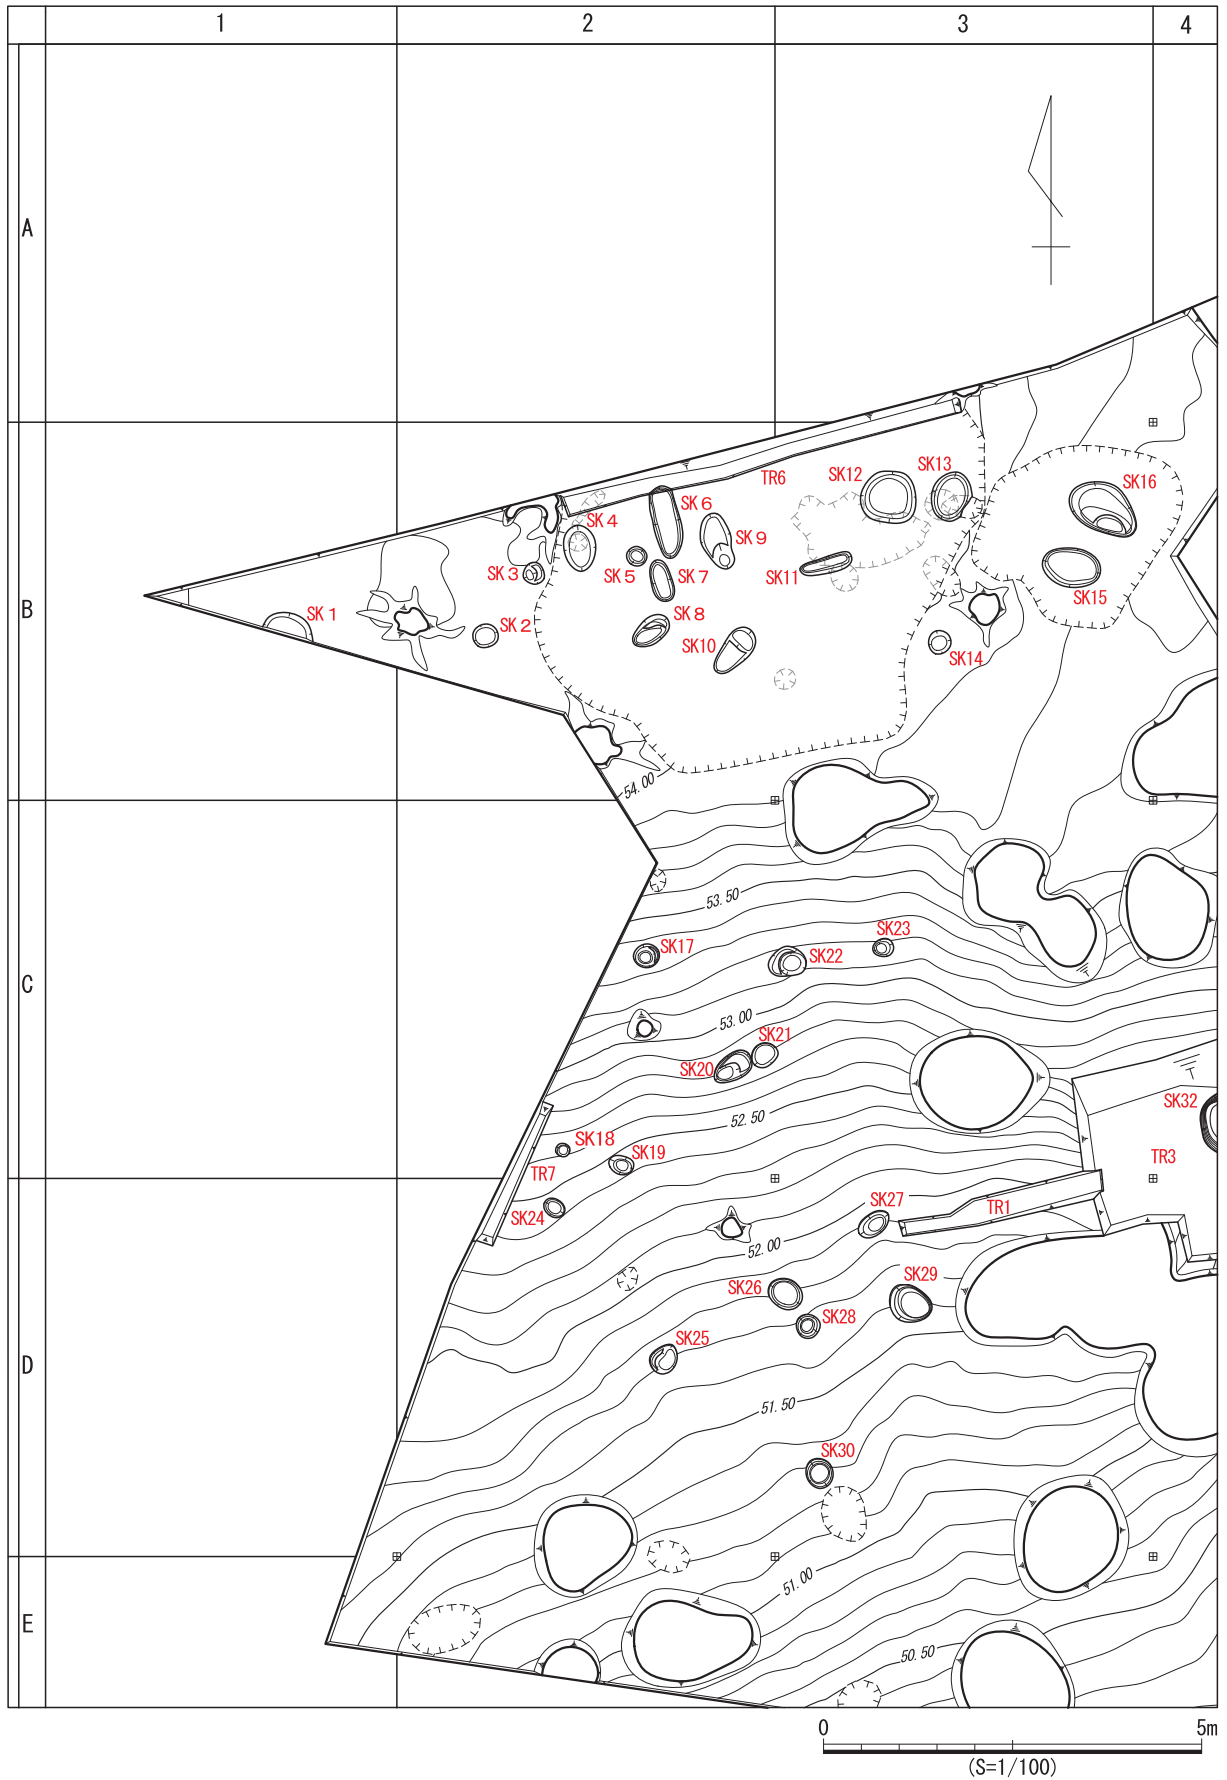 1 2 3 4
A
TR6
SK12 SK13
SK16
SK 4 SK 6
SK 9
SK 3 SK 5 SK 7 SK11
SK15
B
SK 1 SK 2 SK 8
SK10 SK14
54.00
53.50
SK17 SK22 SK23
C
53.00
SK21
SK20
52.50
SK32
SK18 SK19
TR7 TR3
SK24 SK27 TR1
52.00
SK26 SK29
SK28
SK25
D
51.50
SK30
51.00
E
50.50
0 5m
(S=1/100)